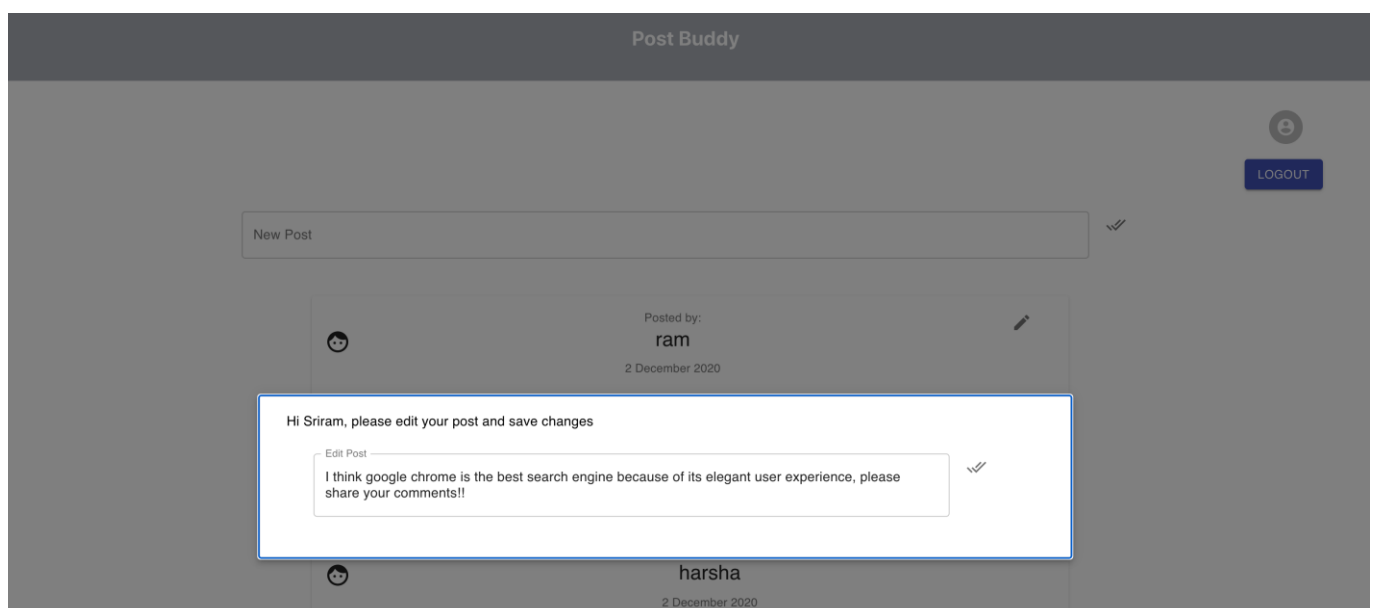 Post Buddy
LOGOUT
New Post
Posted by:
ram
2 December 2020
Hi Sriram, please edit your post and save changes
Edit Post
I think google chrome is the best search engine because of its elegant user experience, please
share your comments!!
harsha
2 December 2020